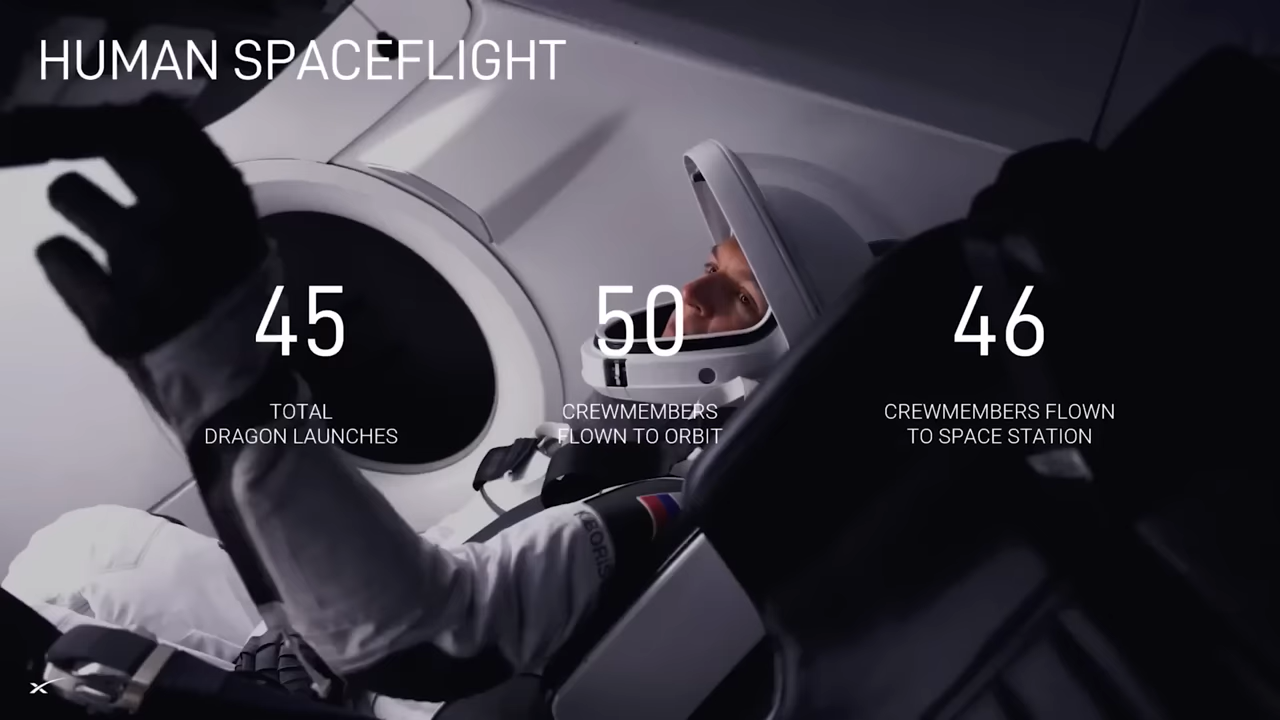 HUMAN SPACEFLIGHT
45
TOTAL
DRAGON LAUNCHES
50
CREWMEMBERS
FLOWN TO ORBIT
46
CREWMEMBERS FLOWN
TO SPACE STATION